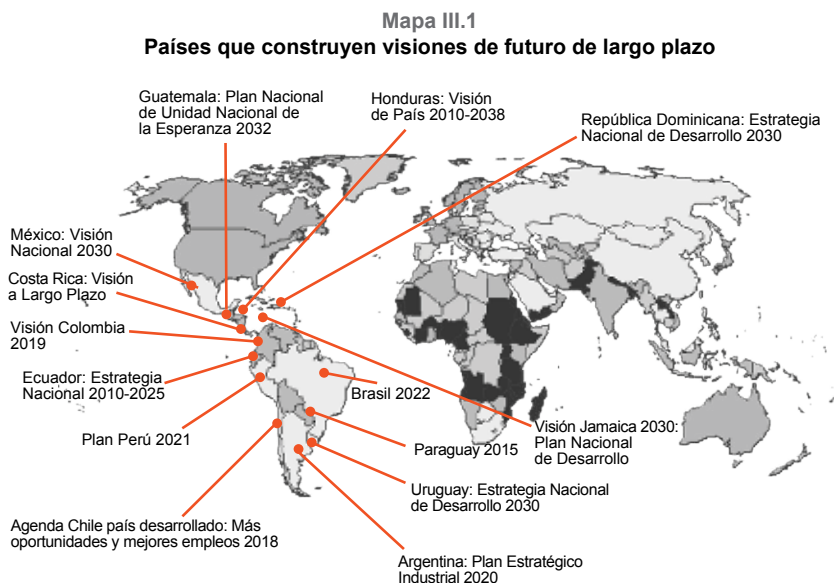 Mapa III.1
Países que construyen visiones de futuro de largo plazo
Guatemala: Plan Nacional
de Unidad Nacional de
la Esperanza 2032
Honduras: Visión
de País 2010-2038
República Dominicana: Estrategia
Nacional de Desarrollo 2030
México: Visión
Nacional 2030
Costa Rica: Visión
a Largo Plazo
Visión Colombia
2019
Ecuador: Estrategia
Nacional 2010-2025
Plan Perú 2021
Brasil 2022
Paraguay 2015
Visión Jamaica 2030:
Plan Nacional
de Desarrollo
Uruguay: Estrategia Nacional
de Desarrollo 2030
Agenda Chile país desarrollado: Más
oportunidades y mejores empleos 2018
Argentina: Plan Estratégico
Industrial 2020